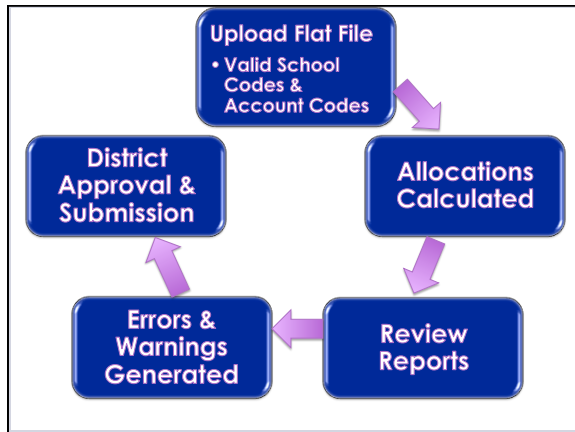 Upload Flat File
• Valid School
Codes &
Account Codes
Allocations
Calculated
Review
Reports
Errors &
Warnings
Generated
District
Approval &
Submission